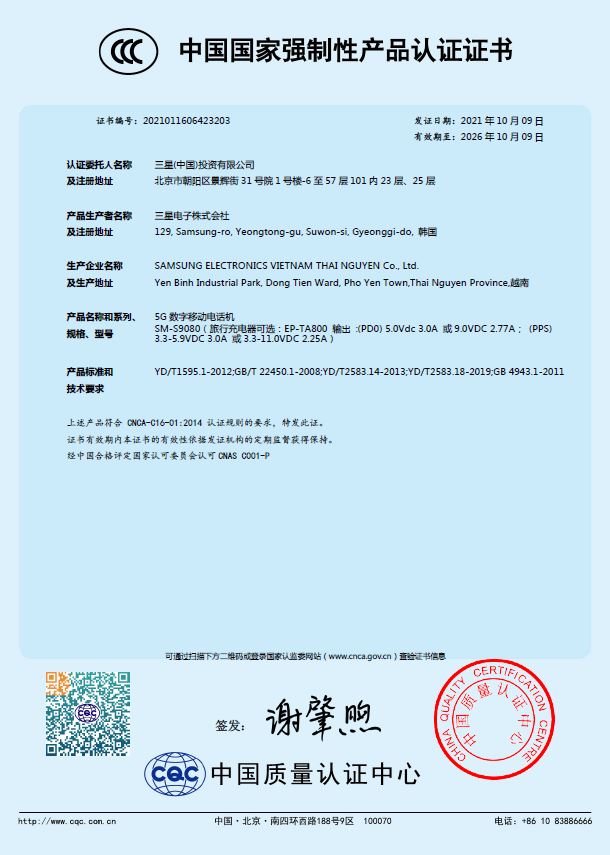 中国国家强制性产品认证证书
证书编号：2021011606423203
发证日期：2021 年 10 月 09 日
有效期至：2026 年 10 月 09 日
认证委托人名称 三星(中国)投资有限公司
及注册地址 北京市朝阳区景辉街 31 号院 1 号楼-6 至 57 层 101 内 23 层、25 层
产品生产者名称 三星电子株式会社
及注册地址 129, Samsung-ro, Yeongtong-gu, Suwon-si, Gyeonggi-do, 韩国
生产企业名称 SAMSUNG ELECTRONICS VIETNAM THAI NGUYEN Co., Ltd.
及生产地址 Yen Binh Industrial Park, Dong Tien Ward, Pho Yen Town,Thai Nguyen Province,越南
产品名称和系列、 5G 数字移动电话机
规格、型号 SM-S9080（旅行充电器可选：EP-TA800 输出 :(PD0) 5.0Vdc 3.0A 或 9.0VDC 2.77A； (PPS)
3.3-5.9VDC 3.0A 或 3.3-11.0VDC 2.25A）
产品标准和 YD/T1595.1-2012;GB/T 22450.1-2008;YD/T2583.14-2013;YD/T2583.18-2019;GB 4943.1-2011
技术要求
上述产品符合 CNCA-C16-01:2014 认证规则的要求，特发此证。
证书有效期内本证书的有效性依据发证机构的定期监督获得保持。
经中国合格评定国家认可委员会认可 CNAS C001-P
可通过扫描下方二维码或登录国家认监委网站（www.cnca.gov.cn）查验证书信息
CQC
签发： 谢肇煦
CHINA QUALITY CERTIFICATION CENTRE
中国质量认证中心
CQC 中国质量认证中心
http://www.cqc.com.cn
中国·北京·南四环西路188号9区 100070
电话：+86 10 83886666